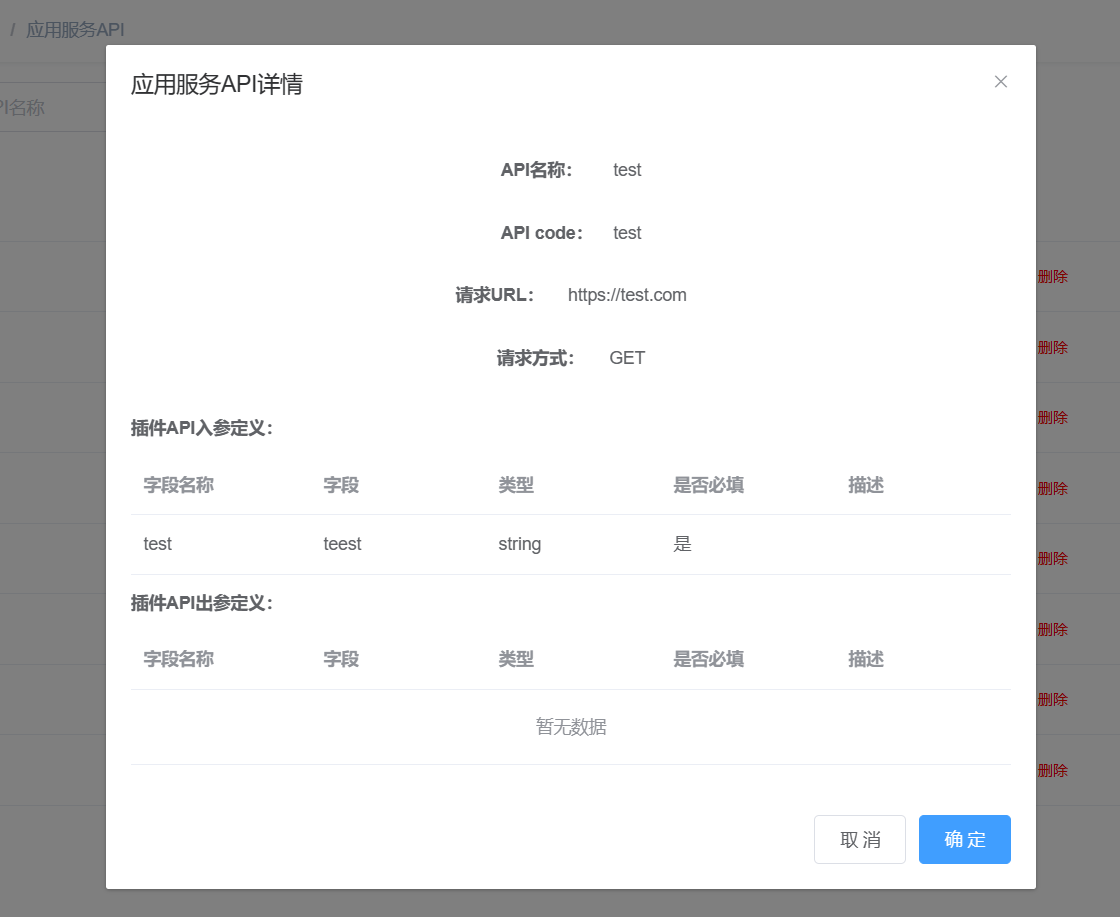 / 应用服务API
应用服务API详情
PI名称
API名称： test
API code： test
请求URL： https://test.com
删除
请求方式： GET
删除
插件API入参定义：
删除
字段名称 字段 类型 是否必填 描述
删除
test teest string 是
删除
插件API出参定义：
删除
字段名称 字段 类型 是否必填 描述
删除
暂无数据
删除
取消 确定